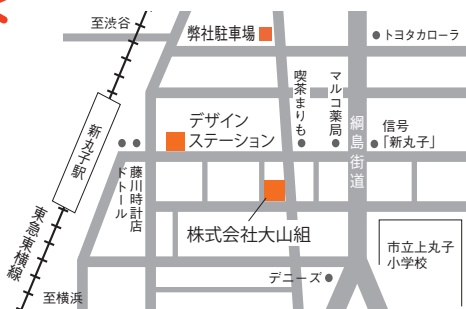 至渋谷
弊社駐車場
トヨタカローラ
喫茶まりも
マルコ薬局
デザイン
ステーション
綱島街道
信号
「新丸子」
新丸子駅
ドトール
藤川時計店
東急東横線
株式会社大山組
市立上丸子
小学校
デニーズ
至横浜